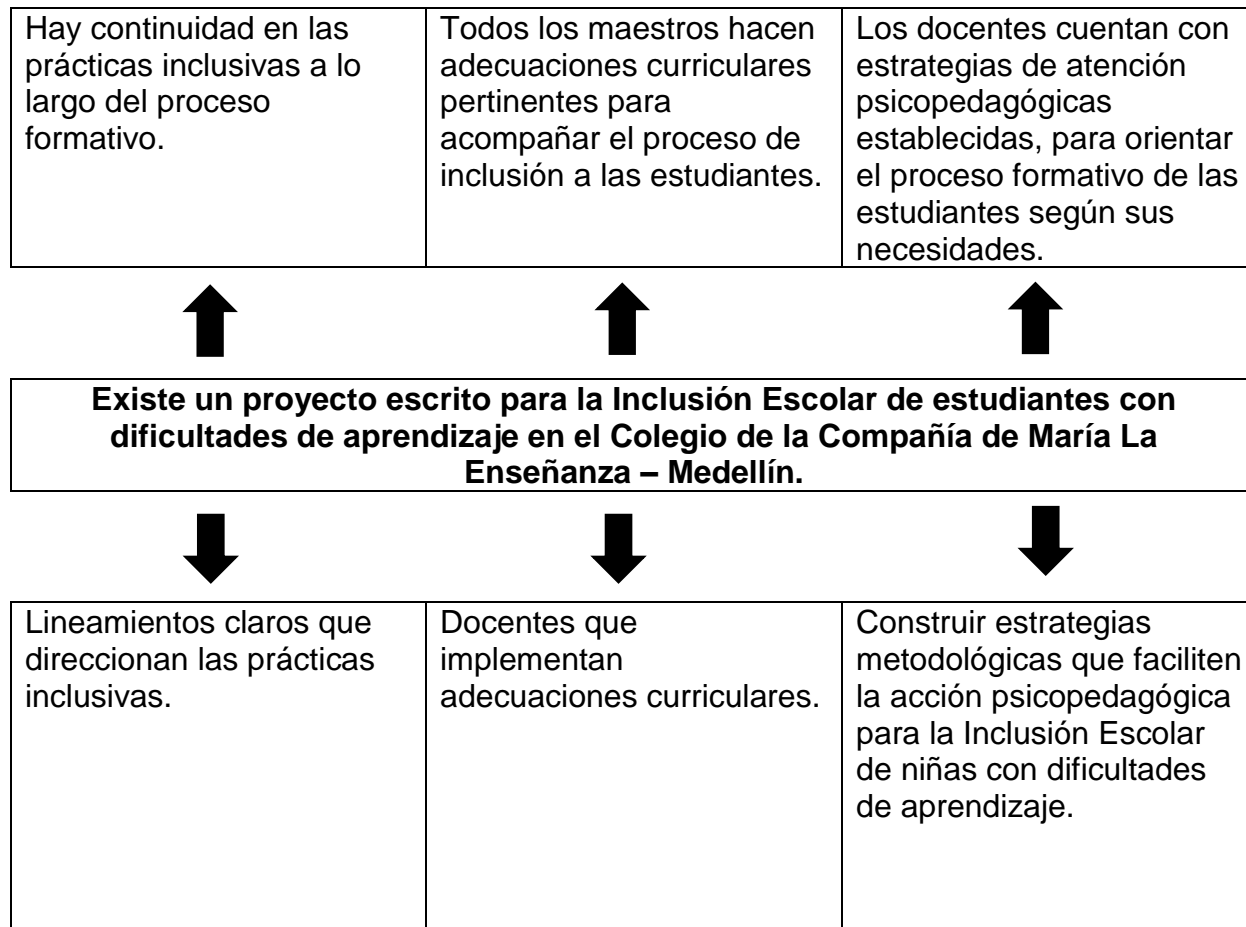 Hay continuidad en las
prácticas inclusivas a lo
largo del proceso
formativo.
Todos los maestros hacen
adecuaciones curriculares
pertinentes para
acompañar el proceso de
inclusión a las estudiantes.
Los docentes cuentan con
estrategias de atención
psicopedagógicas
establecidas, para orientar
el proceso formativo de las
estudiantes según sus
necesidades.
Existe un proyecto escrito para la Inclusión Escolar de estudiantes con
dificultades de aprendizaje en el Colegio de la Compañía de María La
Enseñanza – Medellín.
Lineamientos claros que
direccionan las prácticas
inclusivas.
Docentes que
implementan
adecuaciones curriculares.
Construir estrategias
metodológicas que faciliten
la acción psicopedagógica
para la Inclusión Escolar
de niñas con dificultades
de aprendizaje.